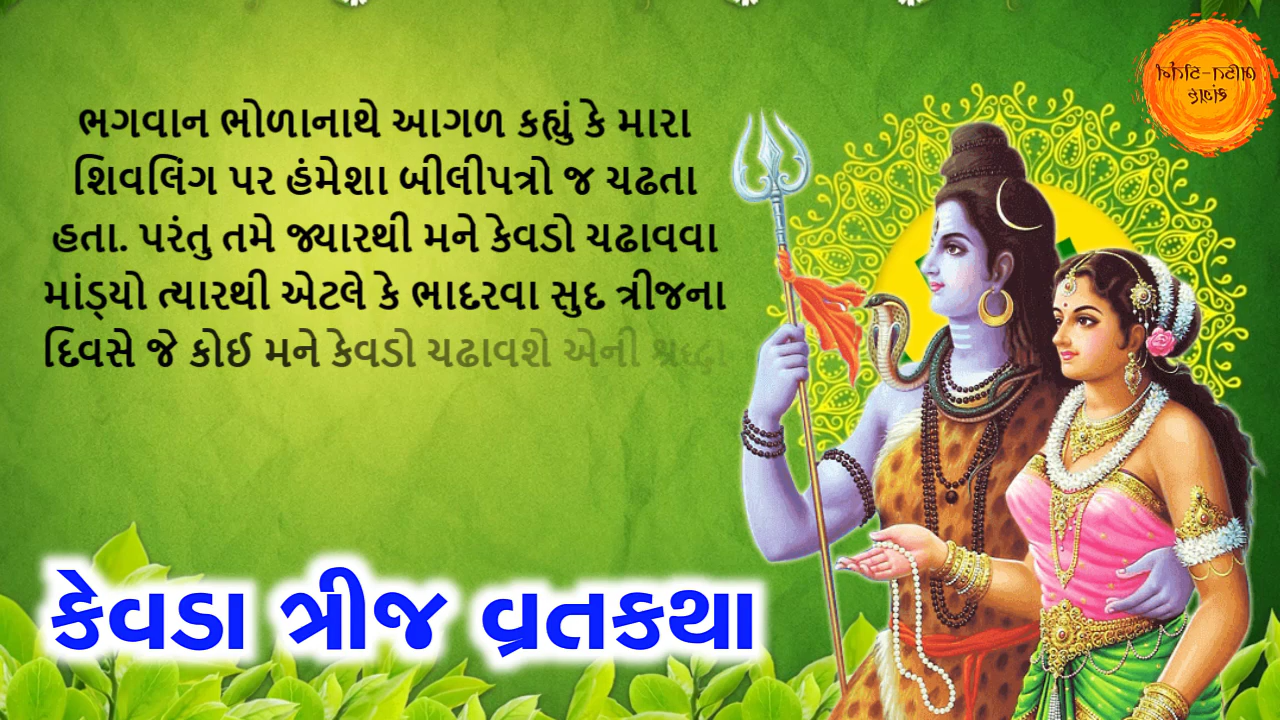 ભગવાન ભોળાનાથે આગળ કહ્યું કે મારા
શિવલિંગ પર હંમેશા બીલીપત્રો જ ચઢતા
હતા. પરંતુ તમે જ્યારથી મને કેવડો ચઢાવવા
માંડ્યો ત્યારથી એટલે કે ભાદરવા સુદ ત્રીજના
દિવસે જે કોઈ મને કેવડો ચઢાવશે એની
કેવડા ત્રીજ વ્રતકથા